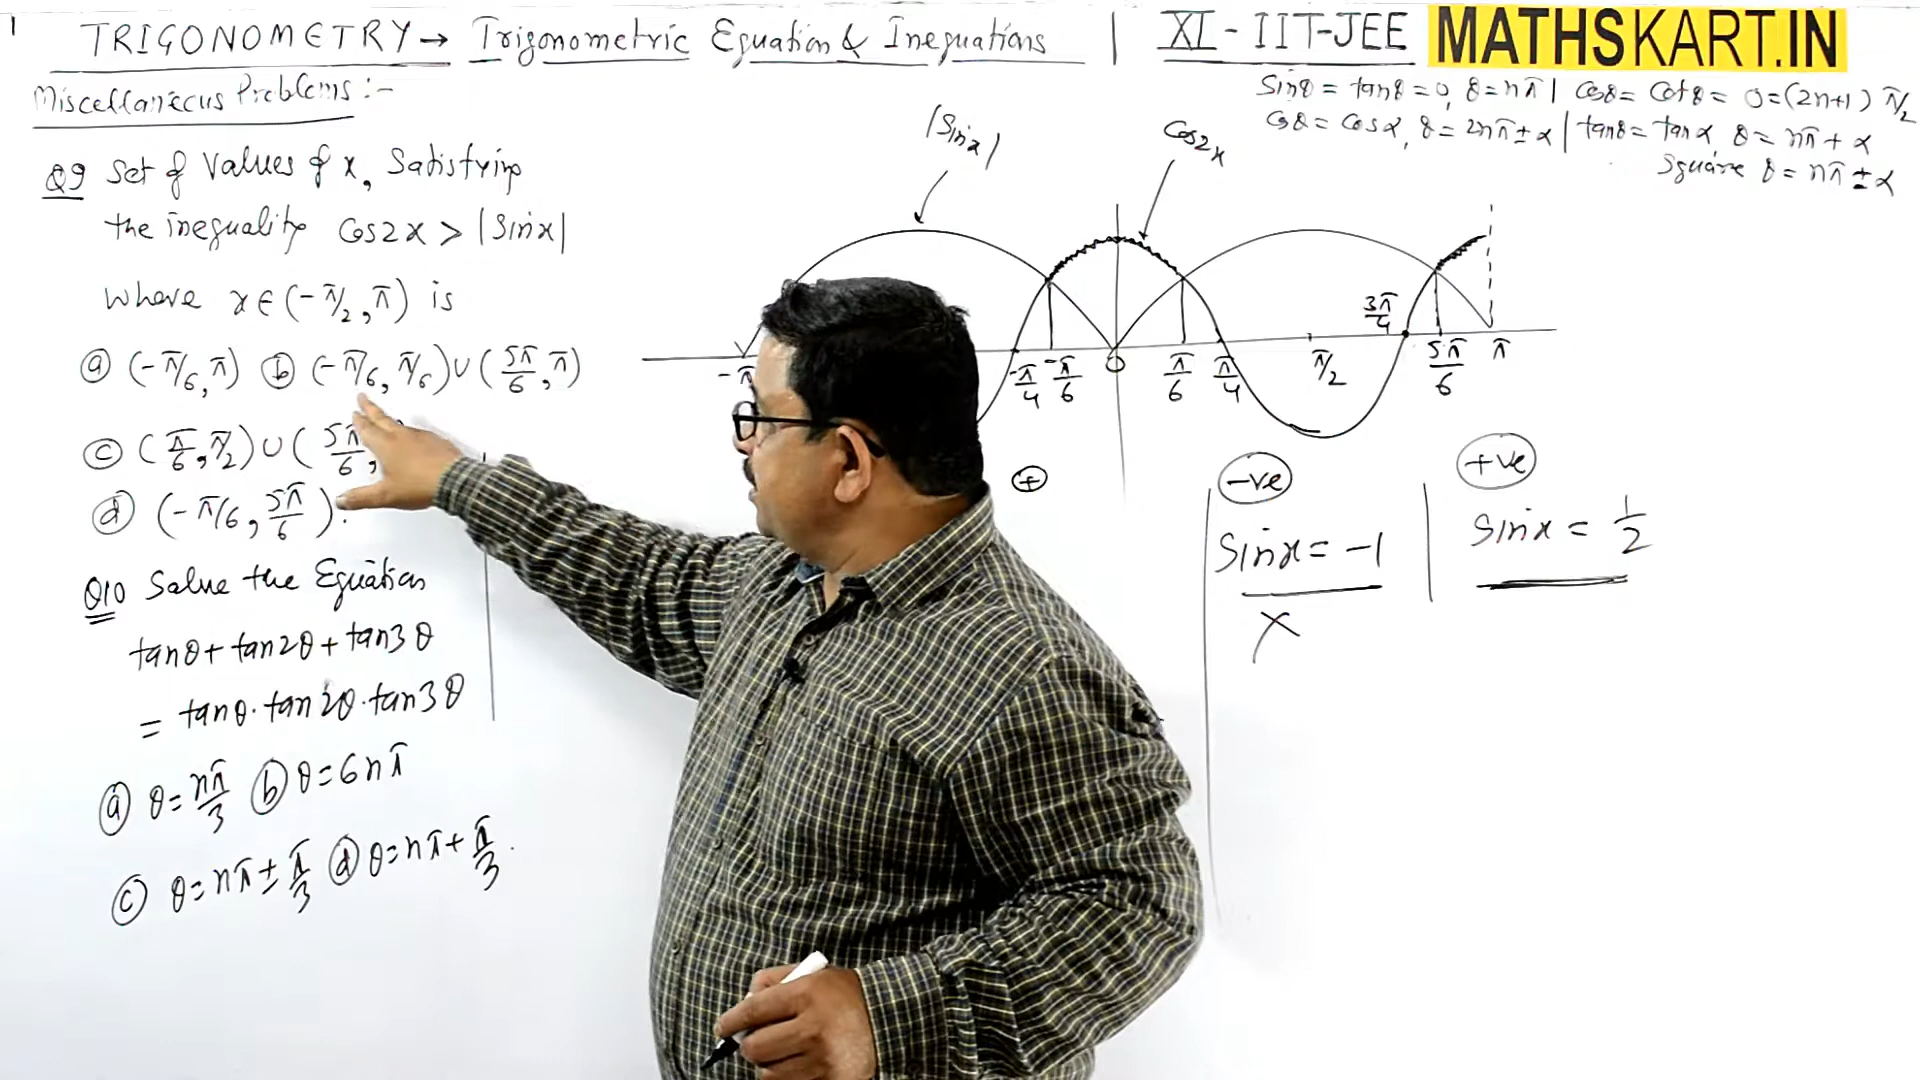 1
TRIGONOMETRY → Trigonometric Equation & Inequations | XI - IIT-JEE MATHSKART.IN
Miscellaneous Problems :-
sinθ = tanθ = 0, θ = nπ | cosθ = cotθ = 0 = (2n+1) π/2
cosθ = cosα, θ = 2nπ ± α | tanθ = tanα, θ = nπ + α
square θ = nπ ± α
Q9 Set of values of x, Satisfying
the inequality cos2x > |sinx|
where x ∈ (-π/2, π) is
(a) (-π/6, π) (b) (-π/6, π/6) ∪ (5π/6, π)
(c) (π/6, π/2) ∪ (5π/6,
(d) (-π/6, 5π/6).
Q10 Solve the Equation
tanθ + tan2θ + tan3θ
= tanθ · tan2θ · tan3θ
(a) θ = nπ/3 (b) θ = 6nπ
(c) θ = nπ ± π/3 (d) θ = nπ + π/3.
|sinx|
cos2x
-π
-π/4 -π/6 0 π/6 π/4 π/2 3π/4 5π/6 π
+
-ve
sinx = -1
X
+ve
sinx = 1/2